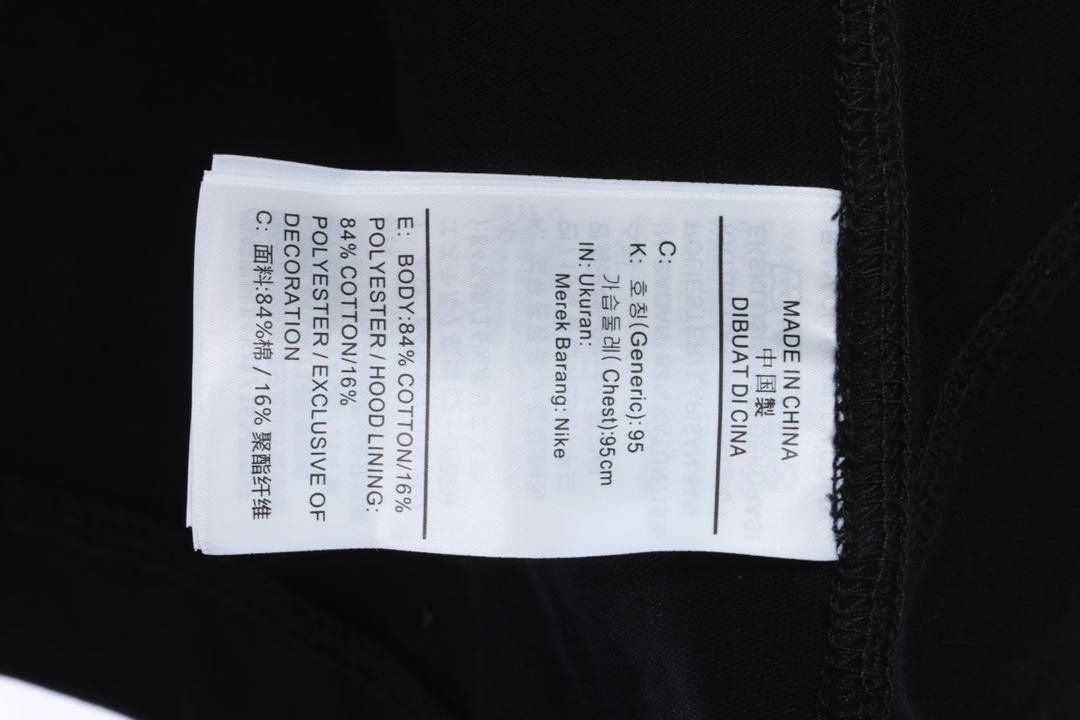 MADE IN CHINA
中国製
DIBUAT DI CINA
C:
K: 호칭(Generic): 95
가슴둘레( Chest):95cm
IN: Ukuran:
Merek Barang: Nike
E: BODY:84% COTTON/16%
POLYESTER / HOOD LINING:
84% COTTON/16%
POLYESTER / EXCLUSIVE OF
DECORATION
C: 面料:84%棉 / 16% 聚酯纤维